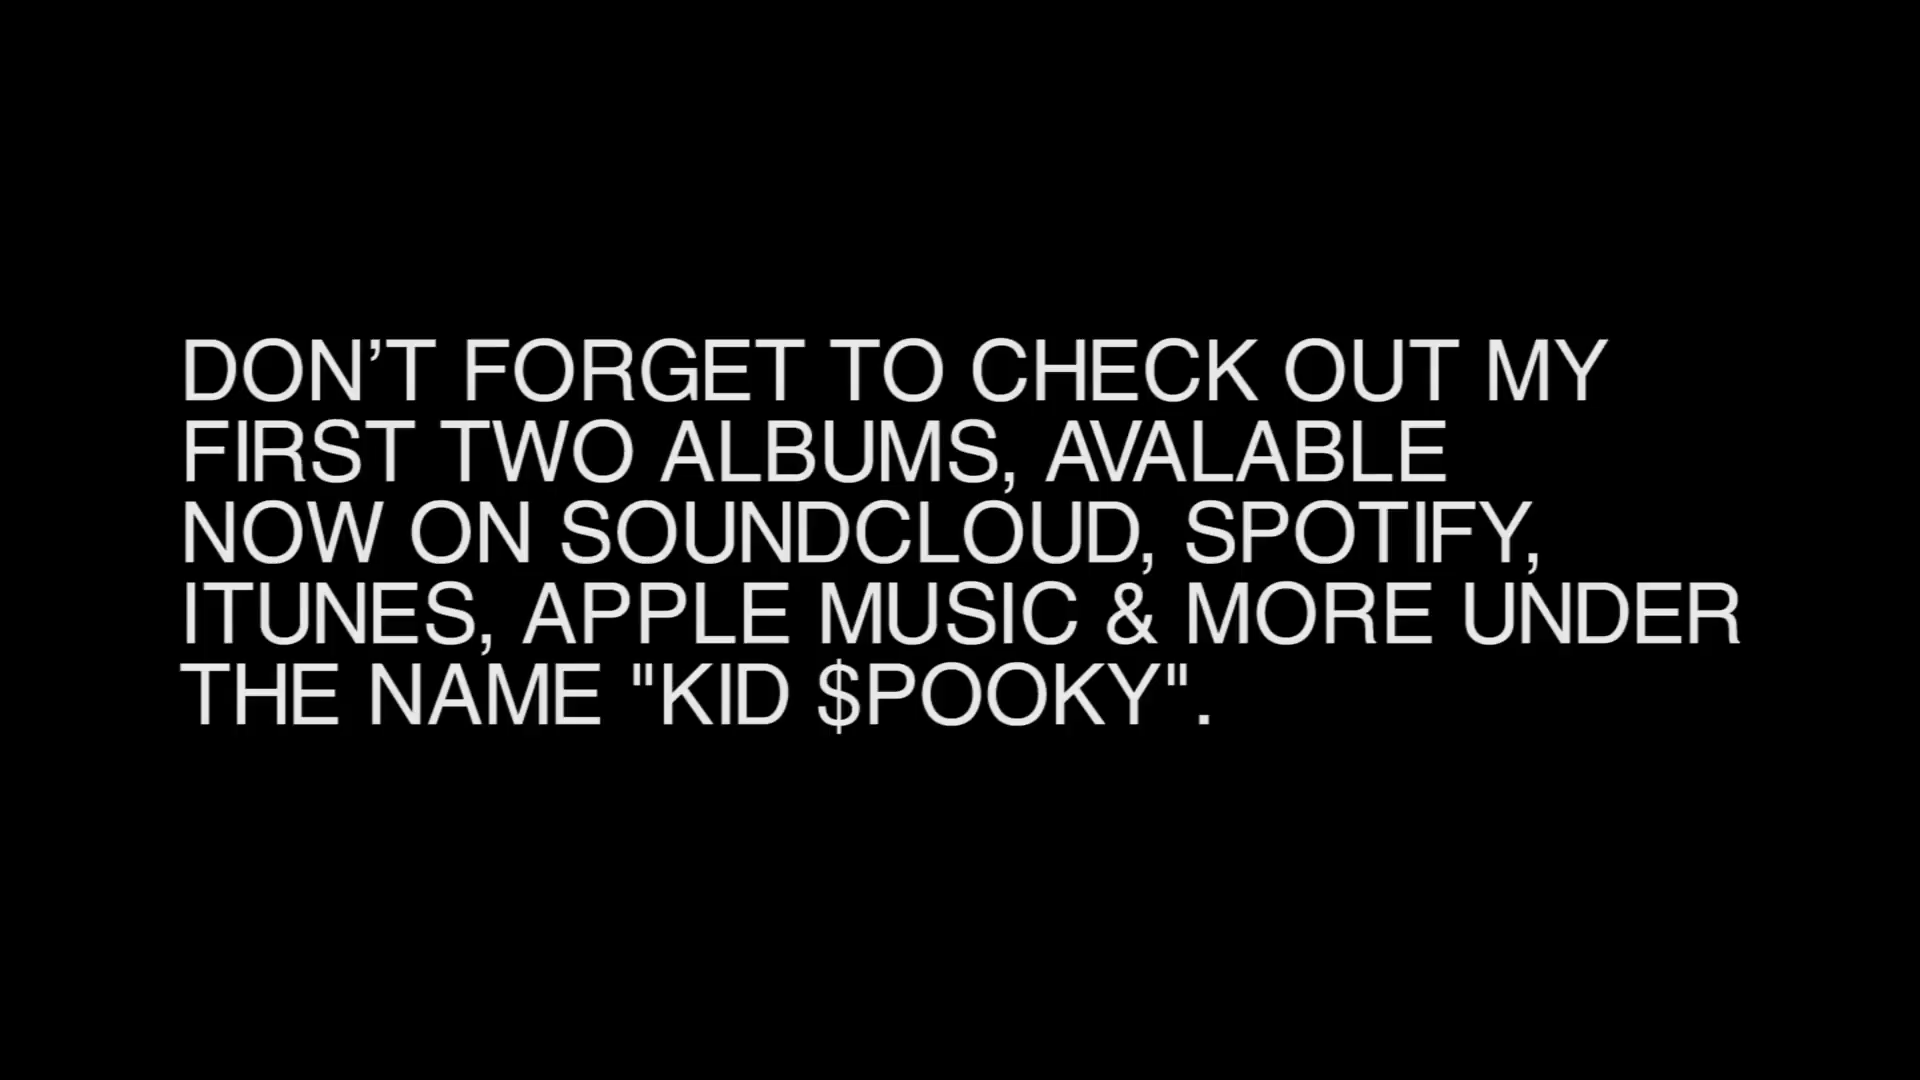 DON’T FORGET TO CHECK OUT MY
FIRST TWO ALBUMS, AVALABLE
NOW ON SOUNDCLOUD, SPOTIFY,
ITUNES, APPLE MUSIC & MORE UNDER
THE NAME "KID $POOKY".